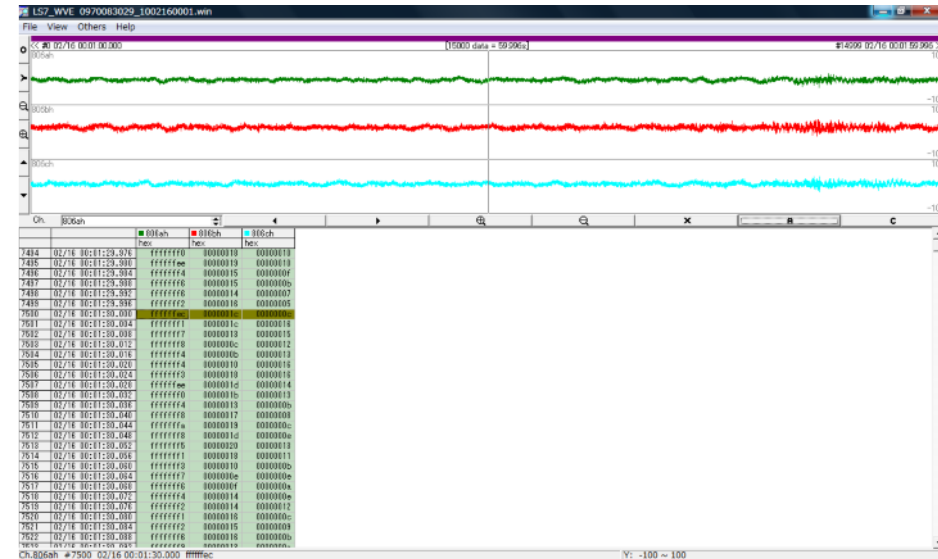 LS7_WVE 0970083029_1002160001.win
File View Others Help
<< #0 02/16 00:01:00.000 [15000 data = 59.996s] #14999 02/16 00:01:59.996
806ah
-10
806bh
-10
806ch
-10
Ch. 806ah R C
806ah 806bh 806ch
hex hex hex
7494 02/16 00:01:29.976 fffffff0 00000018 00000010
7495 02/16 00:01:29.980 ffffffee 00000019 00000010
7496 02/16 00:01:29.984 fffffff4 00000015 0000000f
7497 02/16 00:01:29.988 fffffff6 00000015 0000000b
7498 02/16 00:01:29.992 fffffff6 00000014 00000007
7499 02/16 00:01:29.996 fffffff2 00000016 00000005
7500 02/16 00:01:30.000 ffffffec 0000001c 0000000c
7501 02/16 00:01:30.004 fffffff1 0000001c 00000016
7502 02/16 00:01:30.008 fffffff7 00000013 00000015
7503 02/16 00:01:30.012 fffffff8 0000000c 00000012
7504 02/16 00:01:30.016 fffffff4 0000000b 00000013
7505 02/16 00:01:30.020 fffffff4 00000010 00000016
7506 02/16 00:01:30.024 fffffff3 00000018 00000016
7507 02/16 00:01:30.028 ffffffee 0000001d 00000014
7508 02/16 00:01:30.032 fffffff0 0000001b 00000013
7509 02/16 00:01:30.036 fffffff4 00000013 0000000b
7510 02/16 00:01:30.040 fffffff8 00000017 00000008
7511 02/16 00:01:30.044 fffffffa 00000019 0000000c
7512 02/16 00:01:30.048 fffffff8 0000001d 0000000e
7513 02/16 00:01:30.052 fffffff5 00000020 00000013
7514 02/16 00:01:30.056 fffffff1 00000018 00000011
7515 02/16 00:01:30.060 fffffff3 00000010 0000000b
7516 02/16 00:01:30.064 fffffff7 0000000e 0000000e
7517 02/16 00:01:30.068 fffffff6 0000000f 0000000a
7518 02/16 00:01:30.072 fffffff4 00000014 0000000e
7519 02/16 00:01:30.076 fffffff2 00000014 00000012
7520 02/16 00:01:30.080 fffffff1 00000016 0000000c
7521 02/16 00:01:30.084 fffffff2 00000015 00000009
7522 02/16 00:01:30.088 fffffff6 00000016 0000000b
Ch.806ah #7500 02/16 00:01:30.000 ffffffec Y: -100 ~ 100